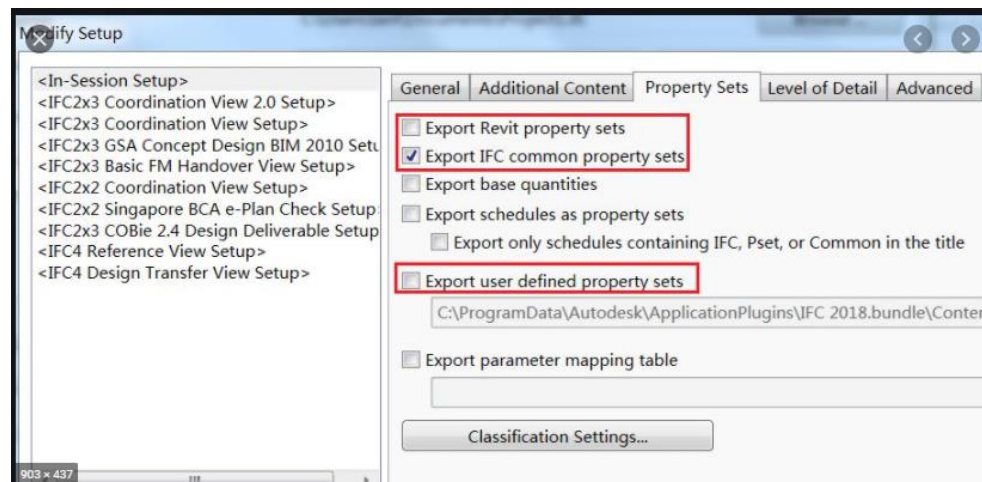 Modify Setup
<In-Session Setup>
<IFC2x3 Coordination View 2.0 Setup>
<IFC2x3 Coordination View Setup>
<IFC2x3 GSA Concept Design BIM 2010 Setu
<IFC2x3 Basic FM Handover View Setup>
<IFC2x2 Coordination View Setup>
<IFC2x2 Singapore BCA e-Plan Check Setup
<IFC2x3 COBie 2.4 Design Deliverable Setup
<IFC4 Reference View Setup>
<IFC4 Design Transfer View Setup>
General Additional Content Property Sets Level of Detail Advanced
Export Revit property sets
Export IFC common property sets
Export base quantities
Export schedules as property sets
Export only schedules containing IFC, Pset, or Common in the title
Export user defined property sets
C:\ProgramData\Autodesk\ApplicationPlugins\IFC 2018.bundle\Conter
Export parameter mapping table
Classification Settings...
903 × 437